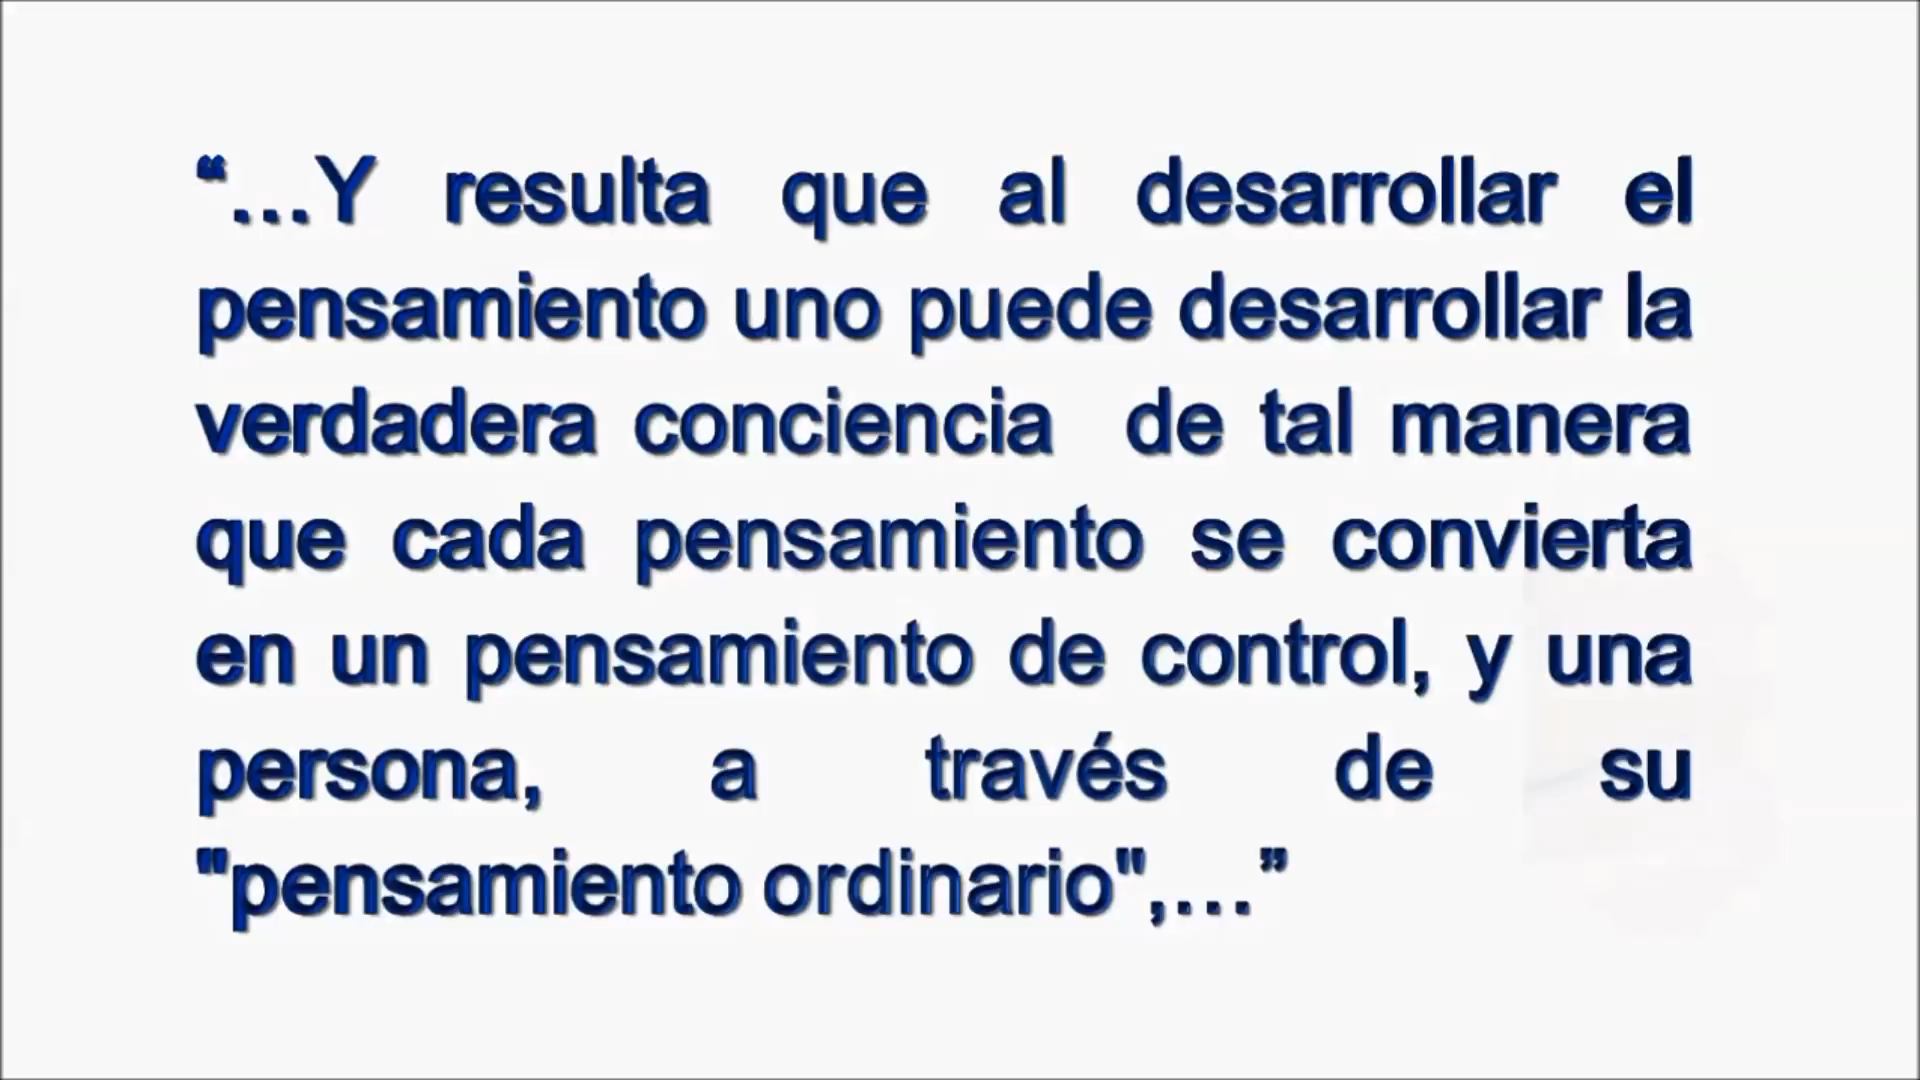 “…Y resulta que al desarrollar el
pensamiento uno puede desarrollar la
verdadera conciencia de tal manera
que cada pensamiento se convierta
en un pensamiento de control, y una
persona, a través de su
"pensamiento ordinario",…”